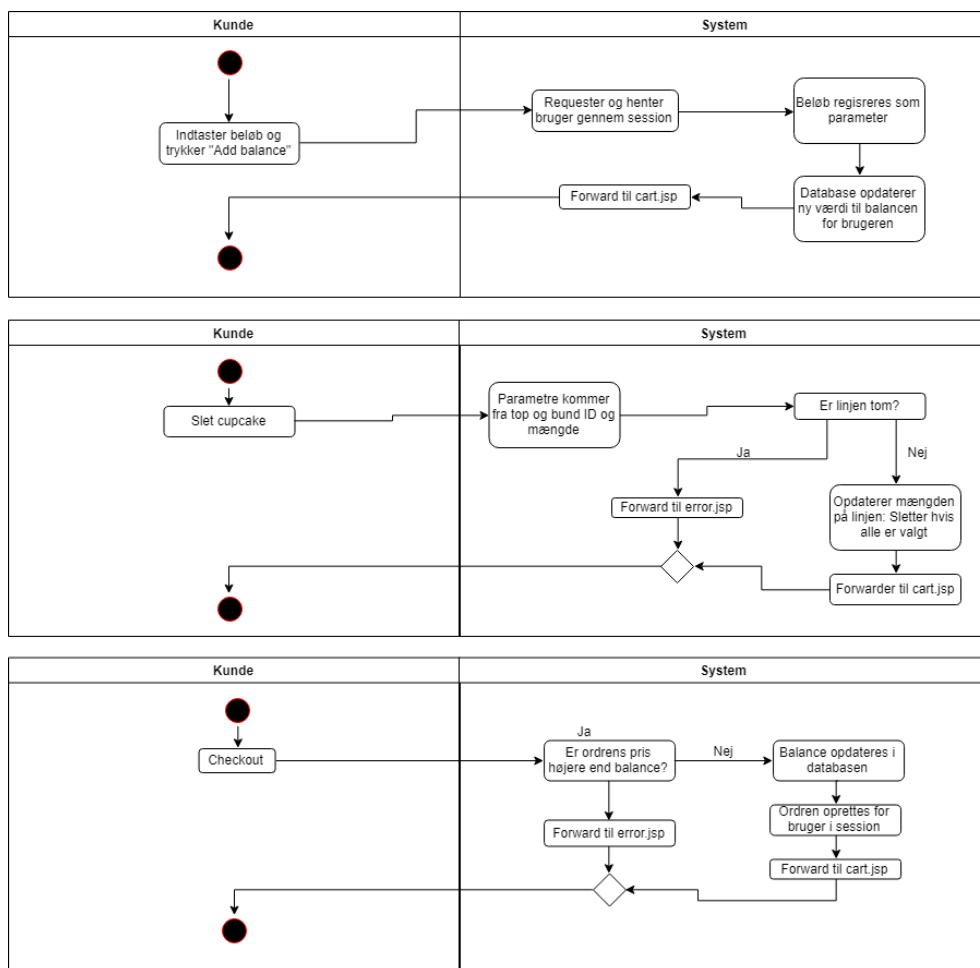 Kunde
System
Indtaster beløb og
trykker "Add balance"
Requester og henter
bruger gennem session
Beløb regisreres som
parameter
Database opdaterer
ny værdi til balancen
for brugeren
Forward til cart.jsp
Kunde
System
Slet cupcake
Parametre kommer
fra top og bund ID og
mængde
Er linjen tom?
Ja
Nej
Forward til error.jsp
Opdaterer mængden
på linjen: Sletter hvis
alle er valgt
Forwarder til cart.jsp
Kunde
System
Checkout
Ja
Er ordrens pris
højere end balance?
Nej
Balance opdateres i
databasen
Ordren oprettes for
bruger i session
Forward til error.jsp
Forward til cart.jsp